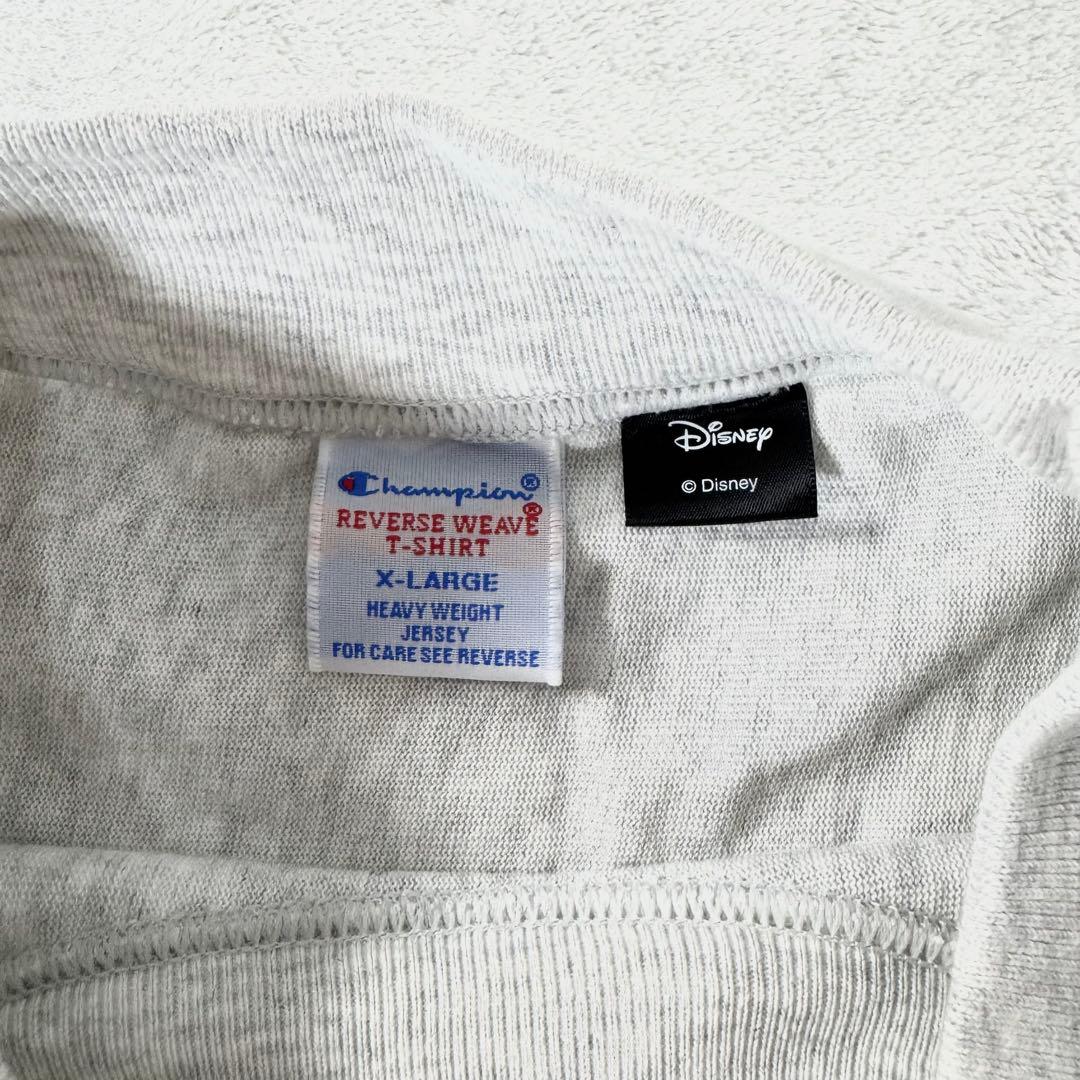 Champion®
REVERSE WEAVE®
T-SHIRT
X-LARGE
HEAVY WEIGHT
JERSEY
FOR CARE SEE REVERSE
Disney
© Disney